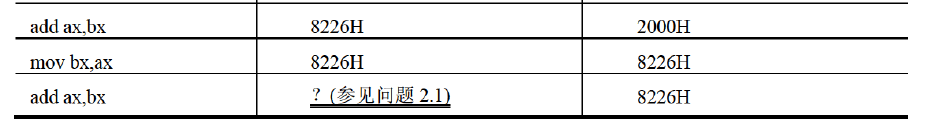 add ax,bx 8226H 2000H
mov bx,ax 8226H 8226H
add ax,bx ？(参见问题 2.1) 8226H